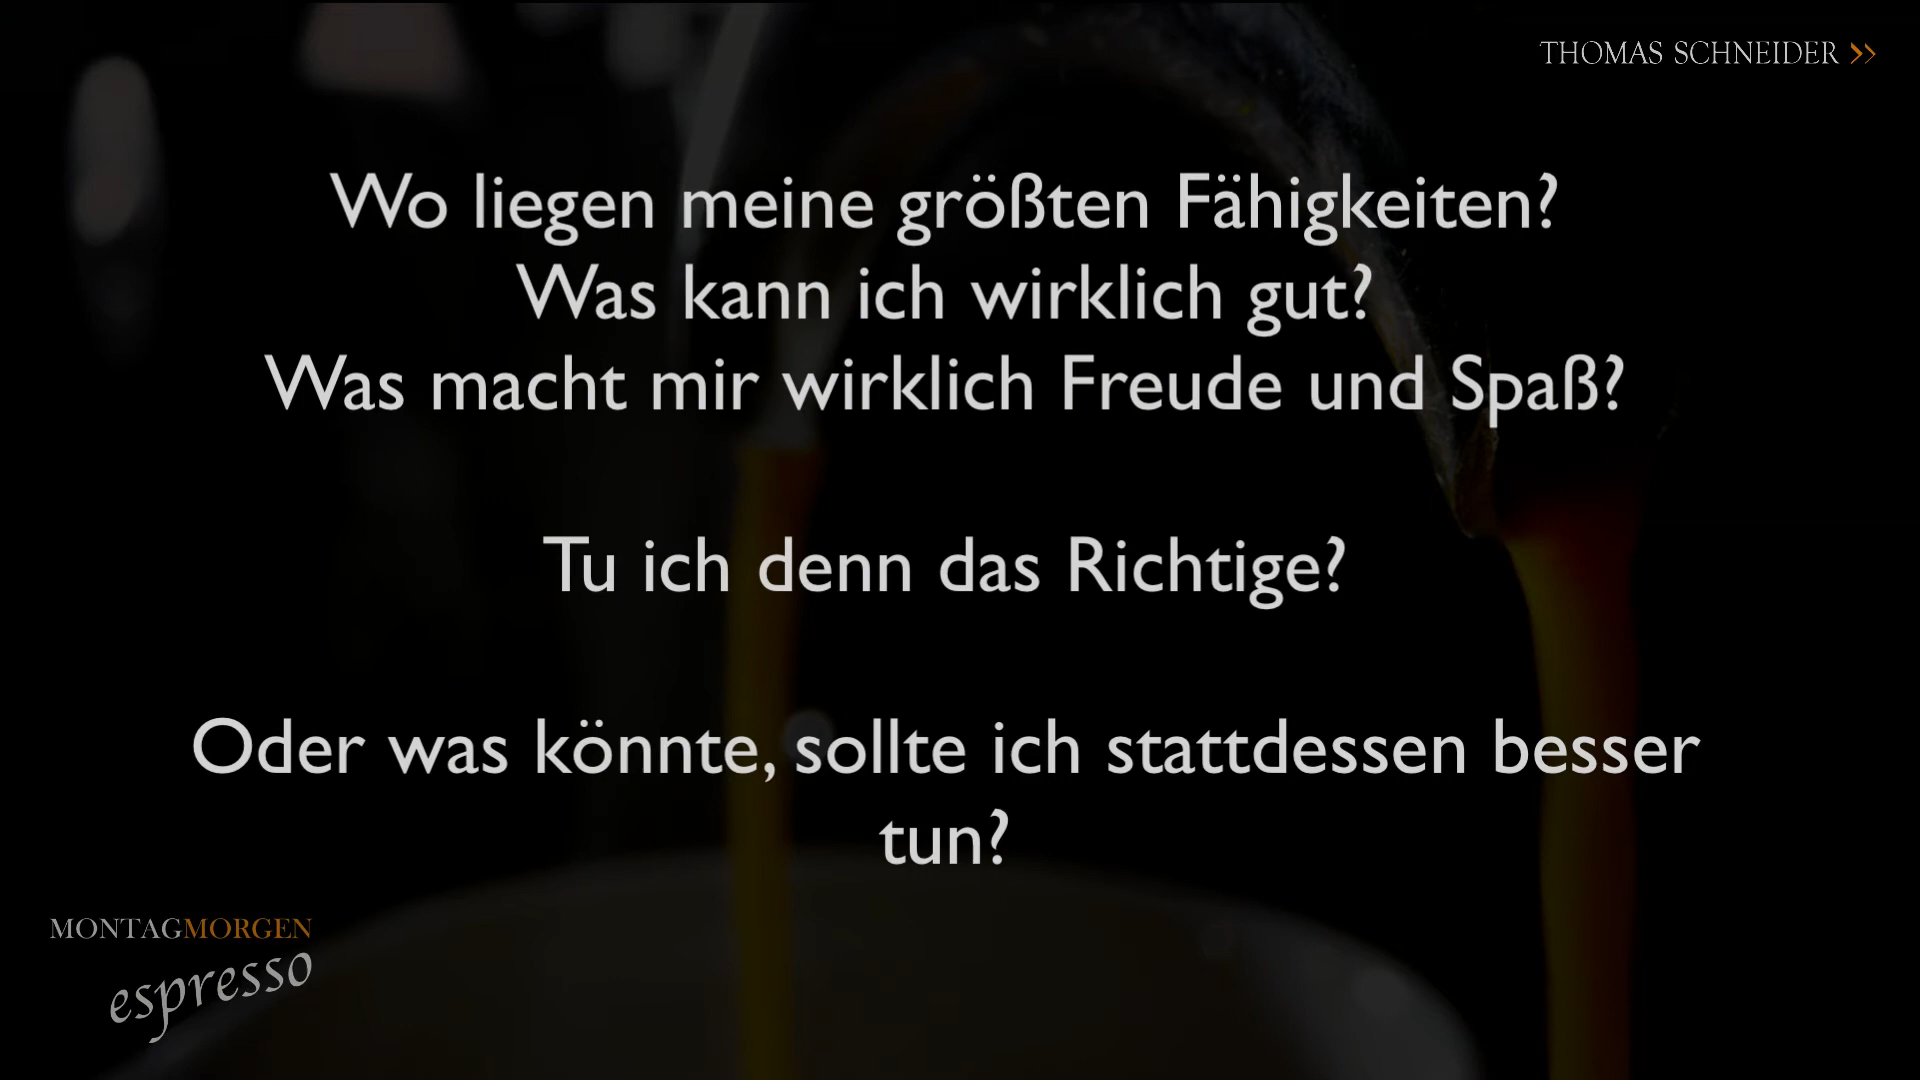 THOMAS SCHNEIDER >>
Wo liegen meine größten Fähigkeiten?
Was kann ich wirklich gut?
Was macht mir wirklich Freude und Spaß?
Tu ich denn das Richtige?
Oder was könnte, sollte ich stattdessen besser
tun?
MONTAGMORGEN
espresso